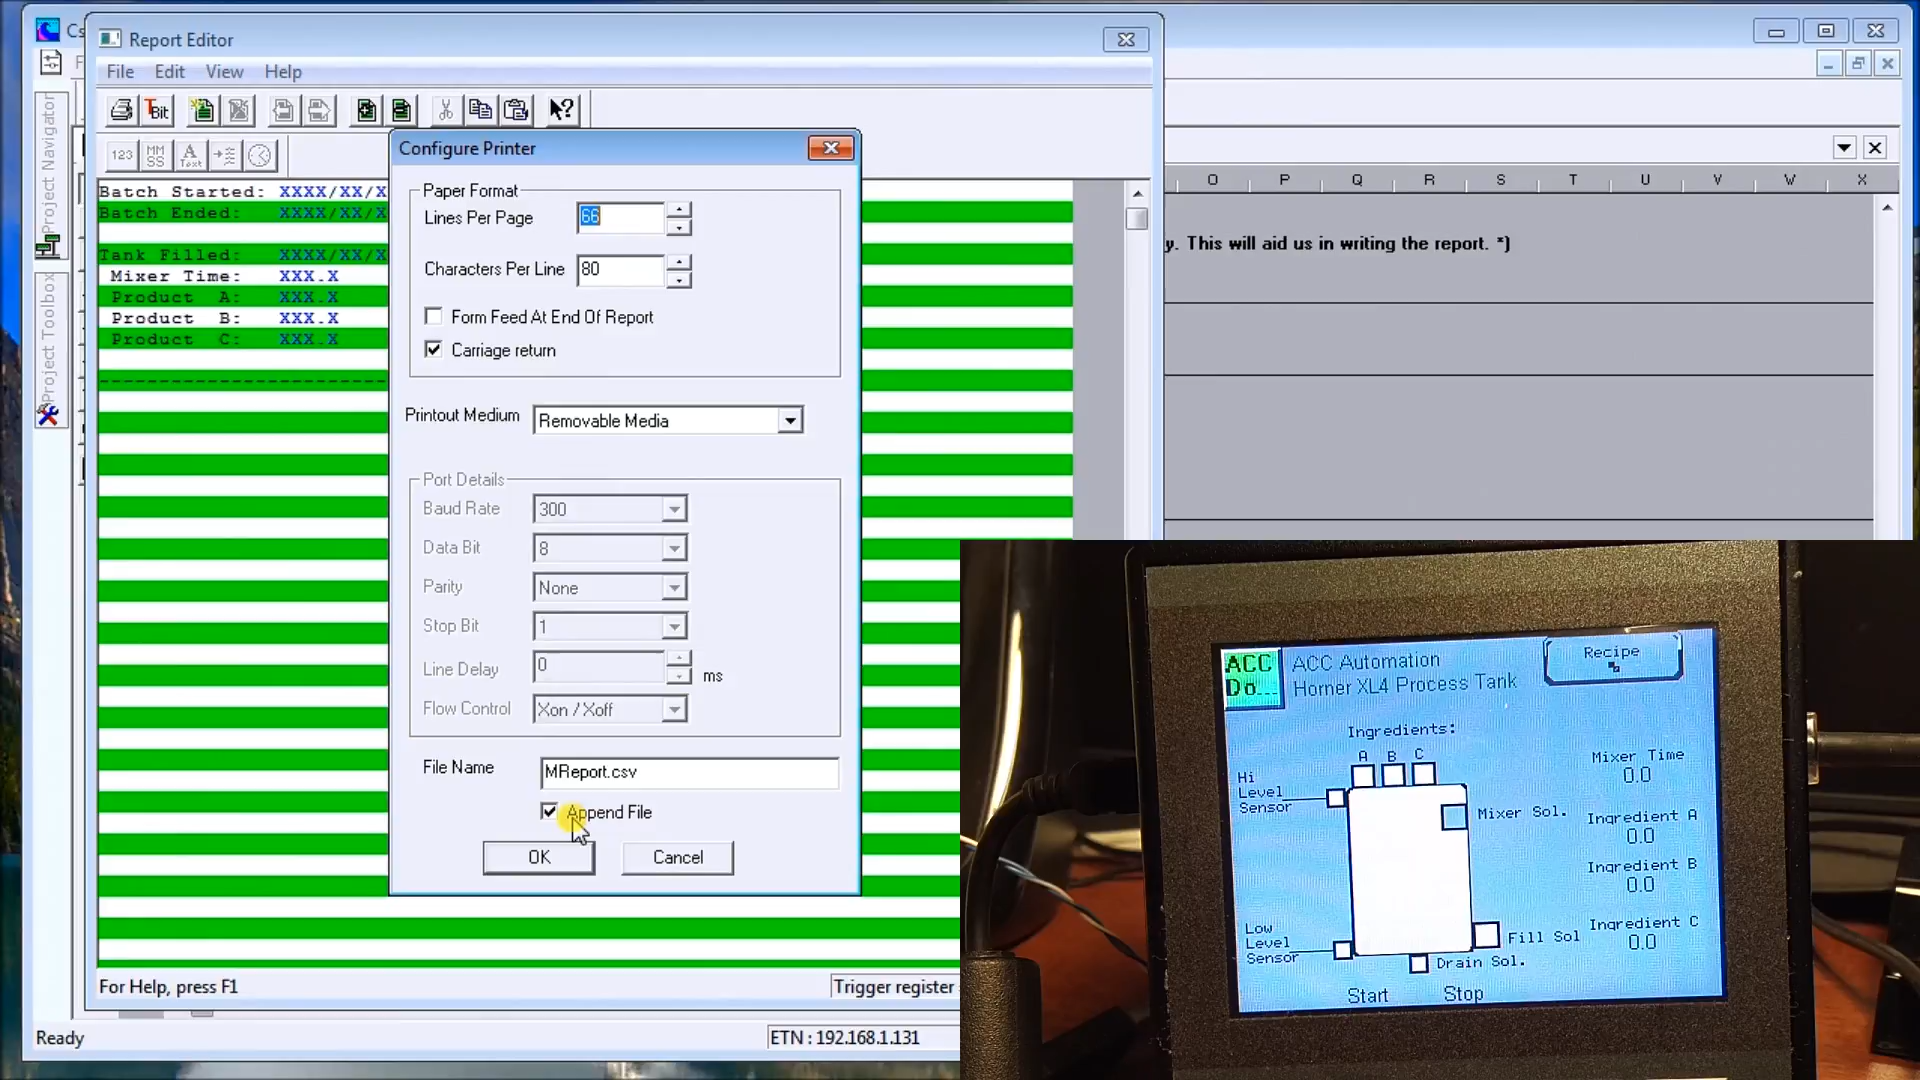 Cs
Report Editor
File Edit View Help
Bit
123 MM SS A Text
Configure Printer
Batch Started: XXXX/XX/X
Batch Ended: XXXX/XX/X
Tank Filled: XXXX/XX/X
Mixer Time: XXX.X
Product A: XXX.X
Product B: XXX.X
Product C: XXX.X
Project Navigator
Project Toolbox
Paper Format
Lines Per Page 66
Characters Per Line 80
Form Feed At End Of Report
Carriage return
Printout Medium Removable Media
Port Details
Baud Rate 300
Data Bit 8
Parity None
Stop Bit 1
Line Delay 0 ms
Flow Control Xon / Xoff
File Name MReport.csv
Append File
OK Cancel
O P Q R S T U V W X
y. This will aid us in writing the report. *)
For Help, press F1 Trigger register
Ready ETN : 192.168.1.131
ACC
Do...
ACC Automation
Horner XL4 Process Tank
Recipe
Ingredients:
A B C
Hi
Level
Sensor
Mixer Time
0.0
Mixer Sol.
Ingredient A
0.0
Ingredient B
0.0
Ingredient C
0.0
Low
Level
Sensor
Fill Sol
Drain Sol.
Start Stop